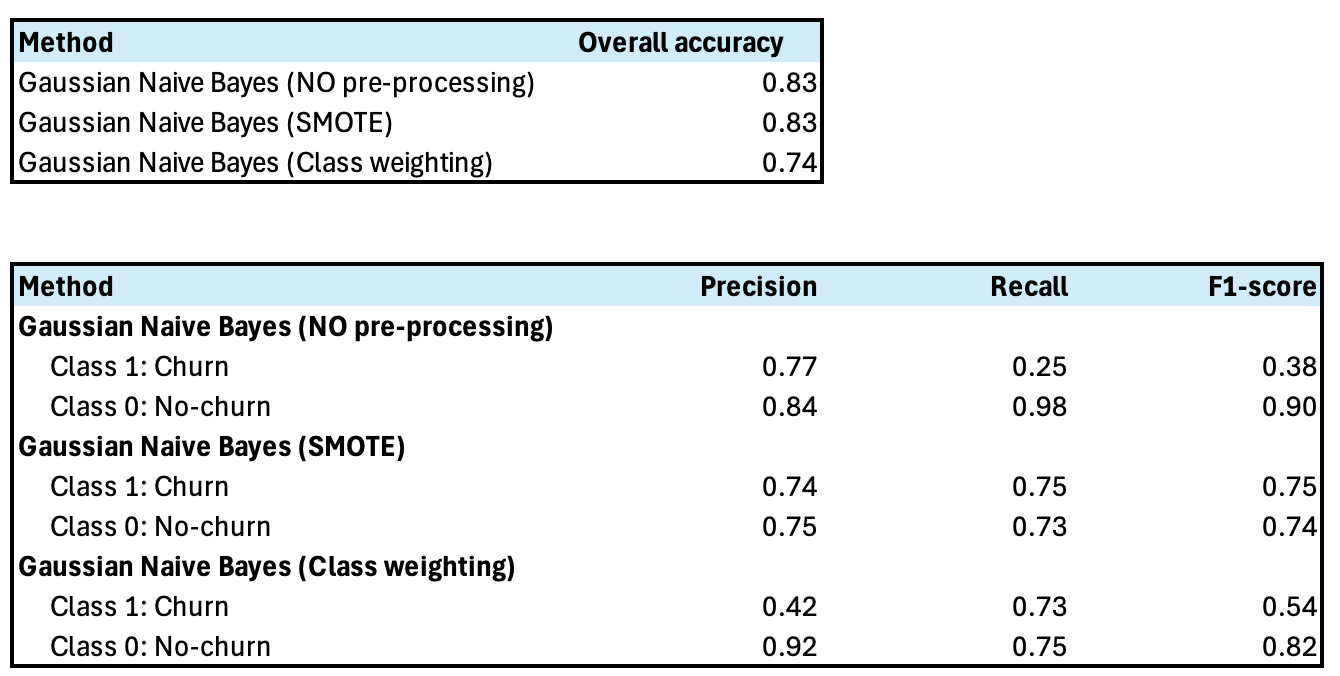 Method Overall accuracy
Gaussian Naive Bayes (NO pre-processing) 0.83
Gaussian Naive Bayes (SMOTE) 0.83
Gaussian Naive Bayes (Class weighting) 0.74
Method Precision Recall F1-score
Gaussian Naive Bayes (NO pre-processing)
Class 1: Churn 0.77 0.25 0.38
Class 0: No-churn 0.84 0.98 0.90
Gaussian Naive Bayes (SMOTE)
Class 1: Churn 0.74 0.75 0.75
Class 0: No-churn 0.75 0.73 0.74
Gaussian Naive Bayes (Class weighting)
Class 1: Churn 0.42 0.73 0.54
Class 0: No-churn 0.92 0.75 0.82